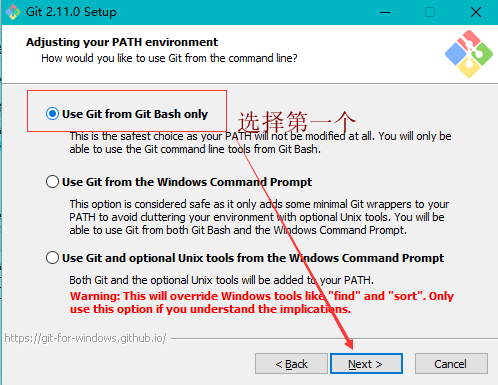 Git 2.11.0 Setup
Adjusting your PATH environment
How would you like to use Git from the command line?
Use Git from Git Bash only
选择第一个
This is the safest choice as your PATH will not be modified at all. You will only be
able to use the Git command line tools from Git Bash.
Use Git from the Windows Command Prompt
This option is considered safe as it only adds some minimal Git wrappers to your
PATH to avoid cluttering your environment with optional Unix tools. You will be
able to use Git from both Git Bash and the Windows Command Prompt.
Use Git and optional Unix tools from the Windows Command Prompt
Both Git and the optional Unix tools will be added to your PATH.
Warning: This will override Windows tools like "find" and "sort". Only
use this option if you understand the implications.
https://git-for-windows.github.io/
< Back
Next >
Cancel